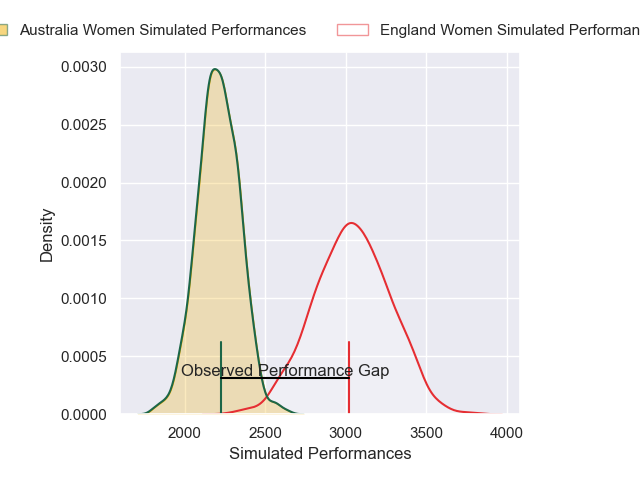 Australia Women Simulated Performances England Women Simulated
0.0030
0.0025
0.0020
0.0015
0.0010
0.0005
0.0000
Density
Observed Performance Gap
2000 2500 3000 3500 4000
Simulated Performances